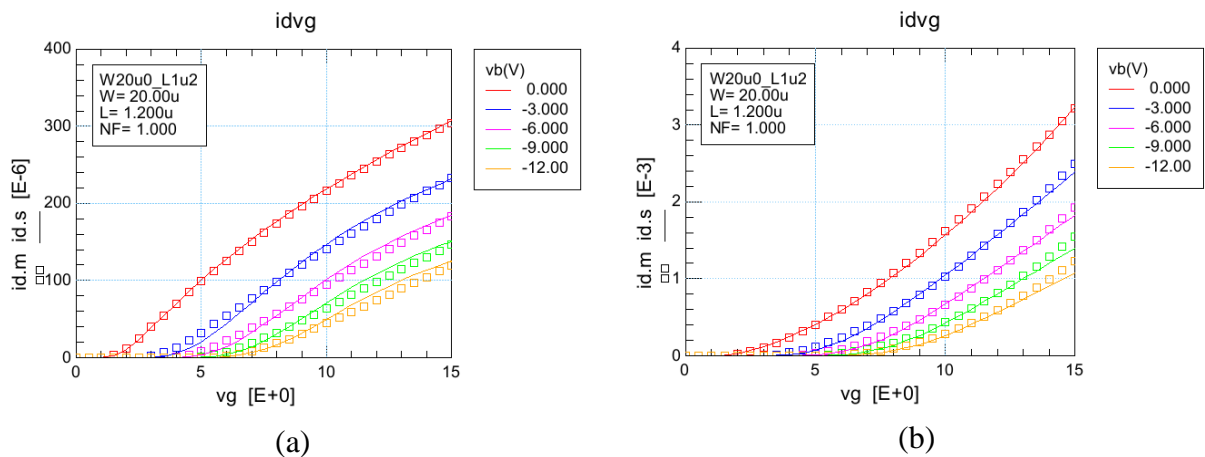 idvg
400
300
200
100
0
id.m id.s [E-6]
W20u0_L1u2
W= 20.00u
L= 1.200u
NF= 1.000
0 5 10 15
vg [E+0]
vb(V)
0.000
-3.000
-6.000
-9.000
-12.00
(a)
idvg
4
3
2
1
0
id.m id.s [E-3]
W20u0_L1u2
W= 20.00u
L= 1.200u
NF= 1.000
0 5 10 15
vg [E+0]
vb(V)
0.000
-3.000
-6.000
-9.000
-12.00
(b)